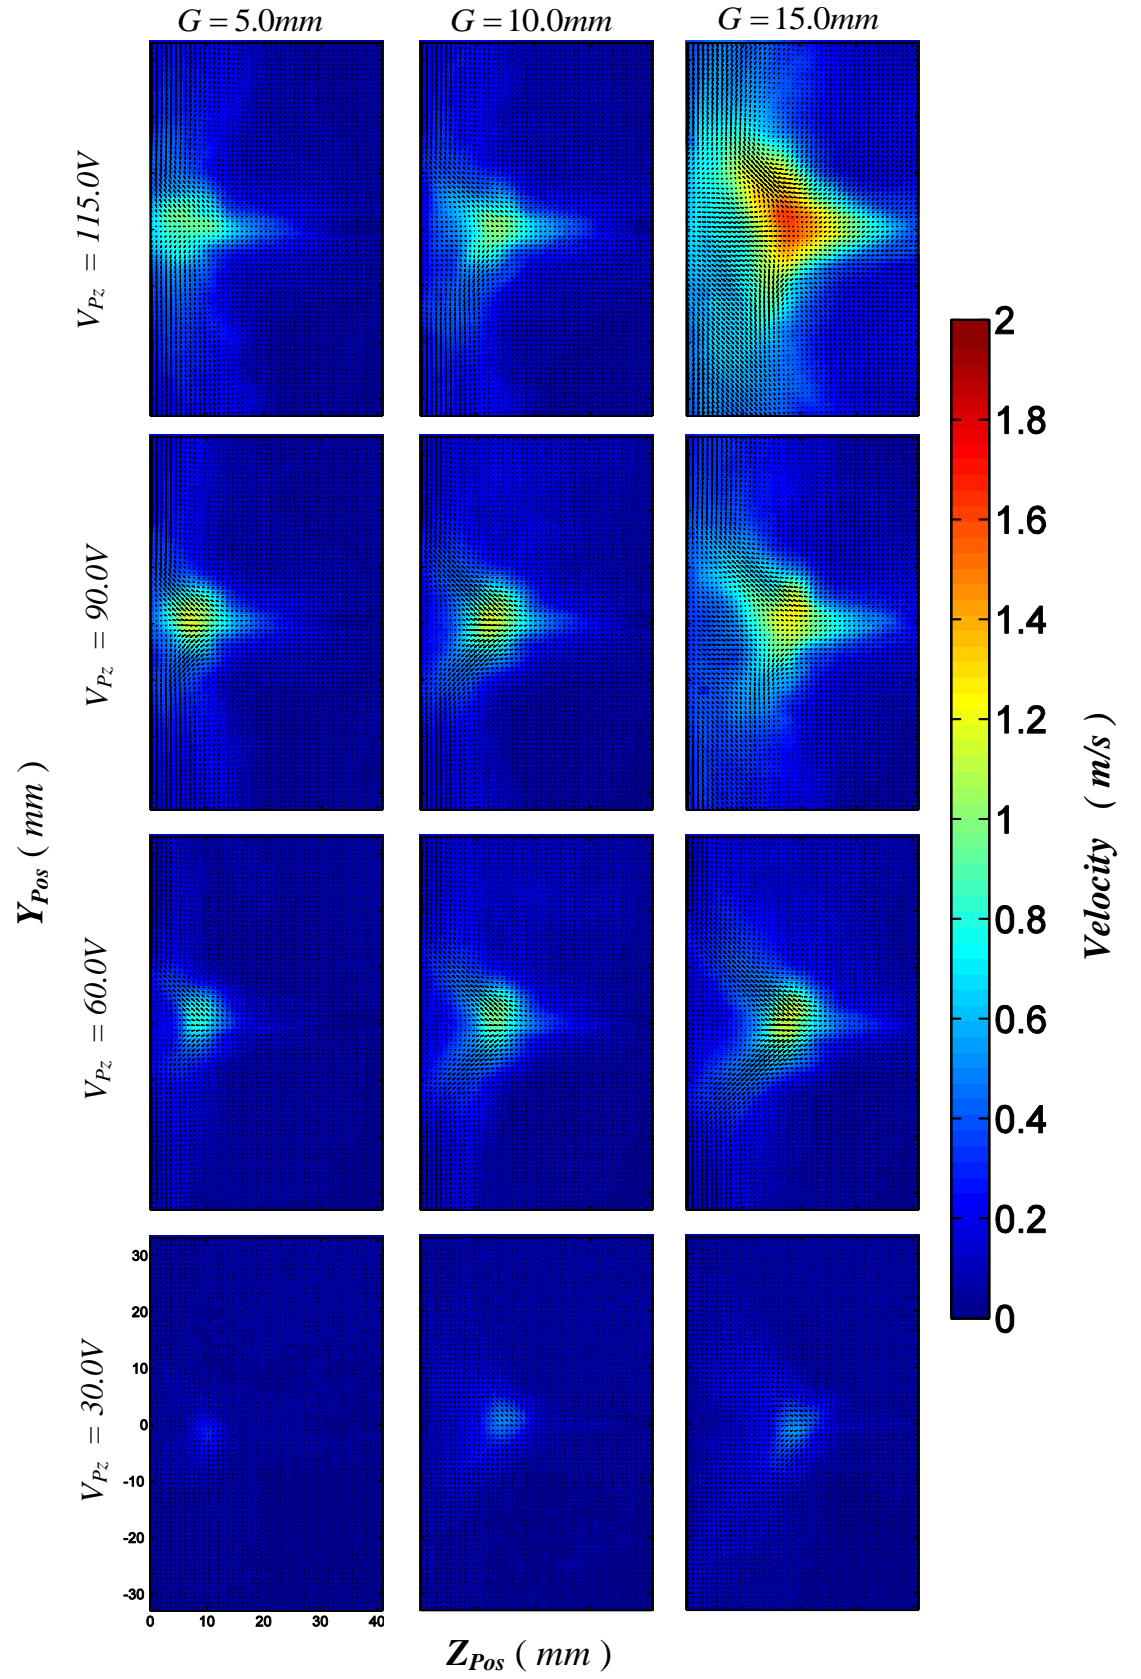 G = 5.0mm
G = 10.0mm
G = 15.0mm
V_Pz = 115.0V
V_Pz = 90.0V
V_Pz = 60.0V
V_Pz = 30.0V
Y_Pos ( mm )
30
20
10
0
-10
-20
-30
0 10 20 30 40
Z_Pos ( mm )
2
1.8
1.6
1.4
1.2
1
0.8
0.6
0.4
0.2
0
Velocity ( m/s )